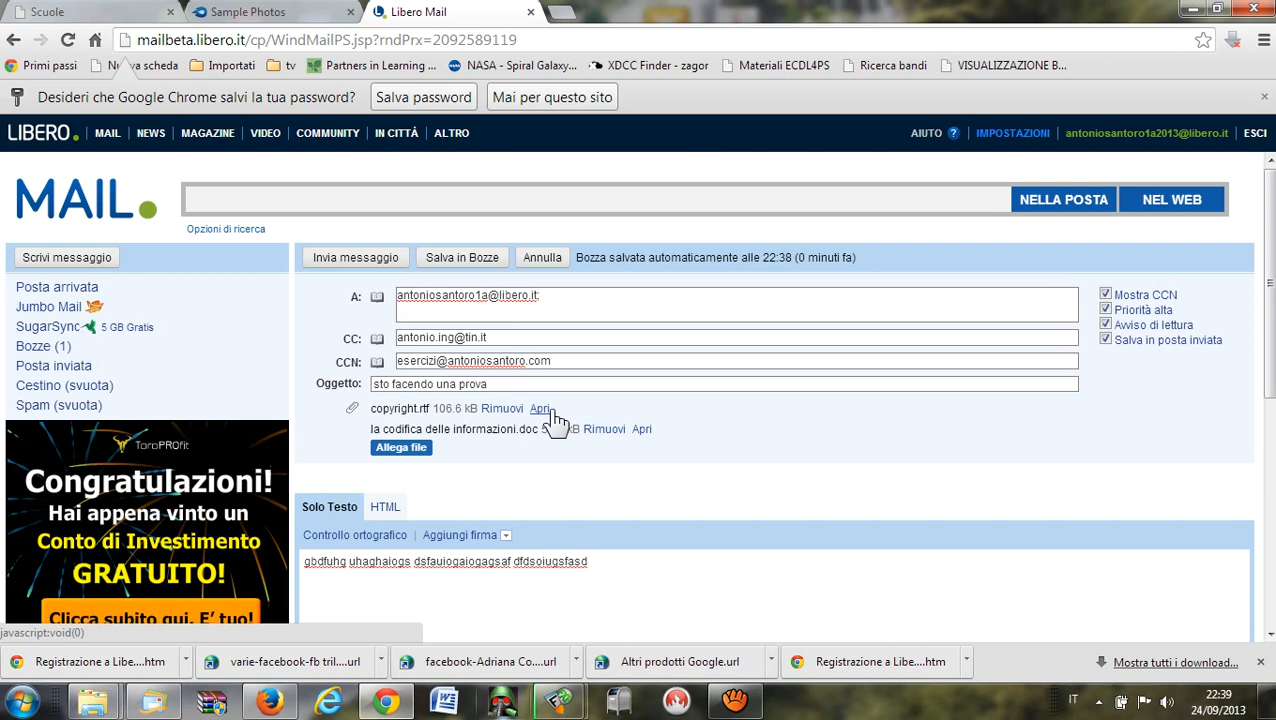 Scuole
Sample Photos
Libero Mail
mailbeta.libero.it/cp/WindMailPS.jsp?rndPrx=2092589119
Primi passi
scheda
Importati
tv
Partners in Learning ...
NASA - Spiral Galaxy...
XDCC Finder - zagor
Materiali ECDL4PS
Ricerca bandi
VISUALIZZAZIONE B...
Desideri che Google Chrome salvi la tua password?
Salva password
Mai per questo sito
LIBERO
MAIL
NEWS
MAGAZINE
VIDEO
COMMUNITY
IN CITTÀ
ALTRO
AIUTO ?
IMPOSTAZIONI
antoniosantoro1a2013@libero.it
ESCI
MAIL
NELLA POSTA
NEL WEB
Opzioni di ricerca
Scrivi messaggio
Invia messaggio
Salva in Bozze
Annulla
Bozza salvata automaticamente alle 22:38 (0 minuti fa)
Posta arrivata
Jumbo Mail
SugarSync 5 GB Gratis
Bozze (1)
Posta inviata
Cestino (svuota)
Spam (svuota)
A: antoniosantoro1a@libero.it;
CC: antonio.ing@tin.it
CCN: esercizi@antoniosantoro.com
Oggetto: sto facendo una prova
Mostra CCN
Priorità alta
Avviso di lettura
Salva in posta inviata
copyright.rtf 106.6 kB Rimuovi Apri
la codifica delle informazioni.doc kB Rimuovi Apri
Allega file
ToroPROfit
Congratulazioni!
Hai appena vinto un
Conto di Investimento
GRATUITO!
Clicca subito qui. E' tuo!
Solo Testo
HTML
Controllo ortografico
Aggiungi firma
gbdfuhg uhaghaiogs dsfauiogaiogagsaf dfdsoiugsfasd
javascript:void(0)
Registrazione a Libe....htm
varie-facebook-fb tril....url
facebook-Adriana Co....url
Altri prodotti Google.url
Registrazione a Libe....htm
Mostra tutti i download...
IT
22:39
24/09/2013